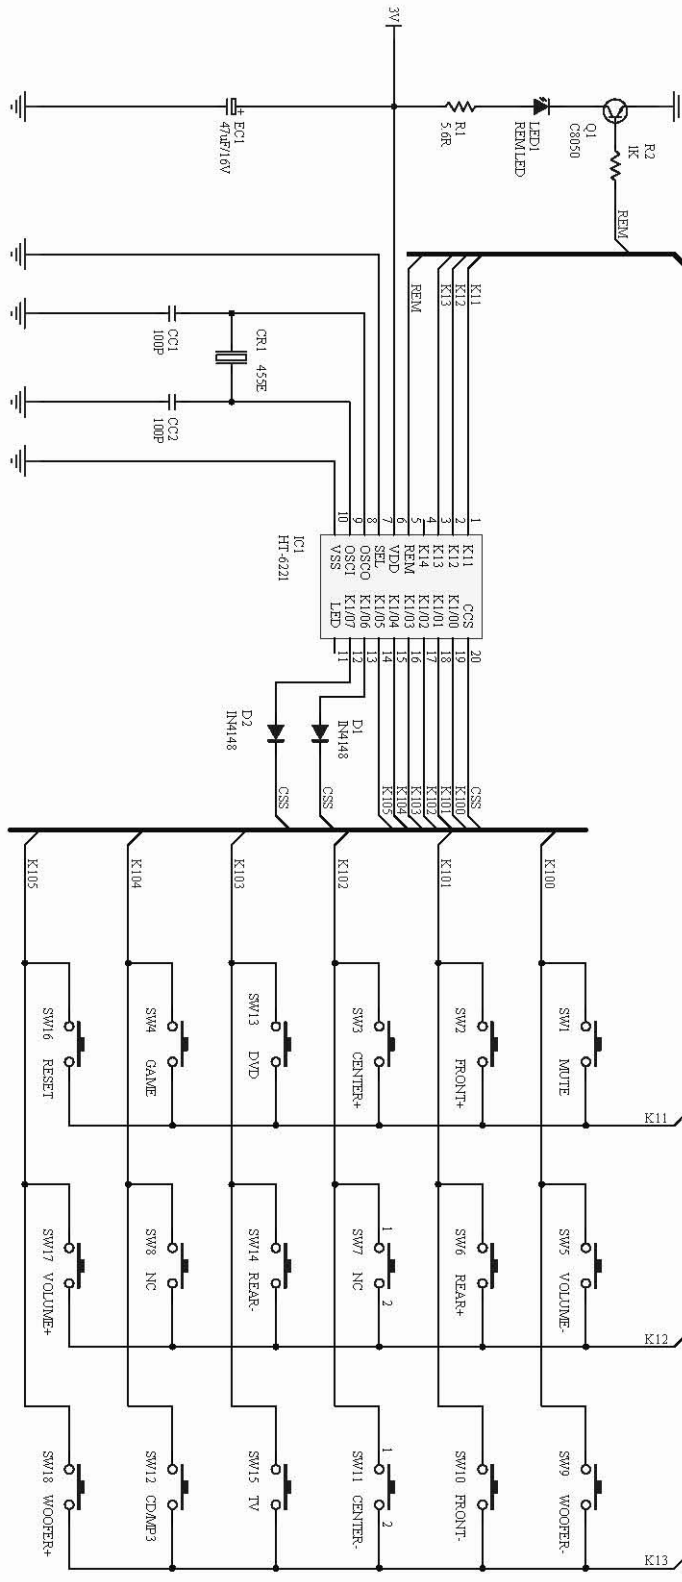 3V
EC1
47uF/16V
R1
5.6R
LED1
REM LED
Q1
C8050
R2
1K
REM
K11
K12
K13
REM
CC1
100P
CR1 455E
CC2
100P
1
2
3
4
5
6
7
8
9
10
IC1
HT-6221
K11
K12
K13
K14
REM
VDD
SEL
OSCO
OSCI
VSS
CCS
K1/00
K1/01
K1/02
K1/03
K1/04
K1/05
K1/06
K1/07
LED
20
19
18
17
16
15
14
13
12
11
D1
IN4148
D2
IN4148
CSS
CSS
CSS
K100
K101
K102
K103
K104
K105
K105
K104
K103
K102
K101
K100
SW16 RESET
SW4 GAME
SW13 DVD
SW3 CENTER+
SW2 FRONT+
SW1 MUTE
K11
SW17 VOLUME+
SW8 NC
SW14 REAR-
1
SW7 NC
2
SW6 REAR+
SW5 VOLUME-
K12
SW18 WOOFER+
SW12 CD/MP3
SW15 TV
1
SW11 CENTER-
2
SW10 FRONT-
SW9 WOOFER-
K13